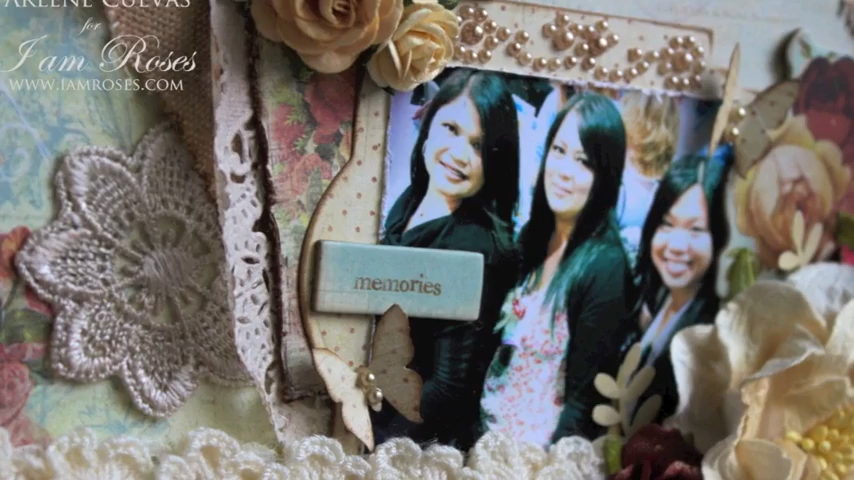 ARLENE CUEVAS
for
I am Roses
WWW.IAMROSES.COM
memories